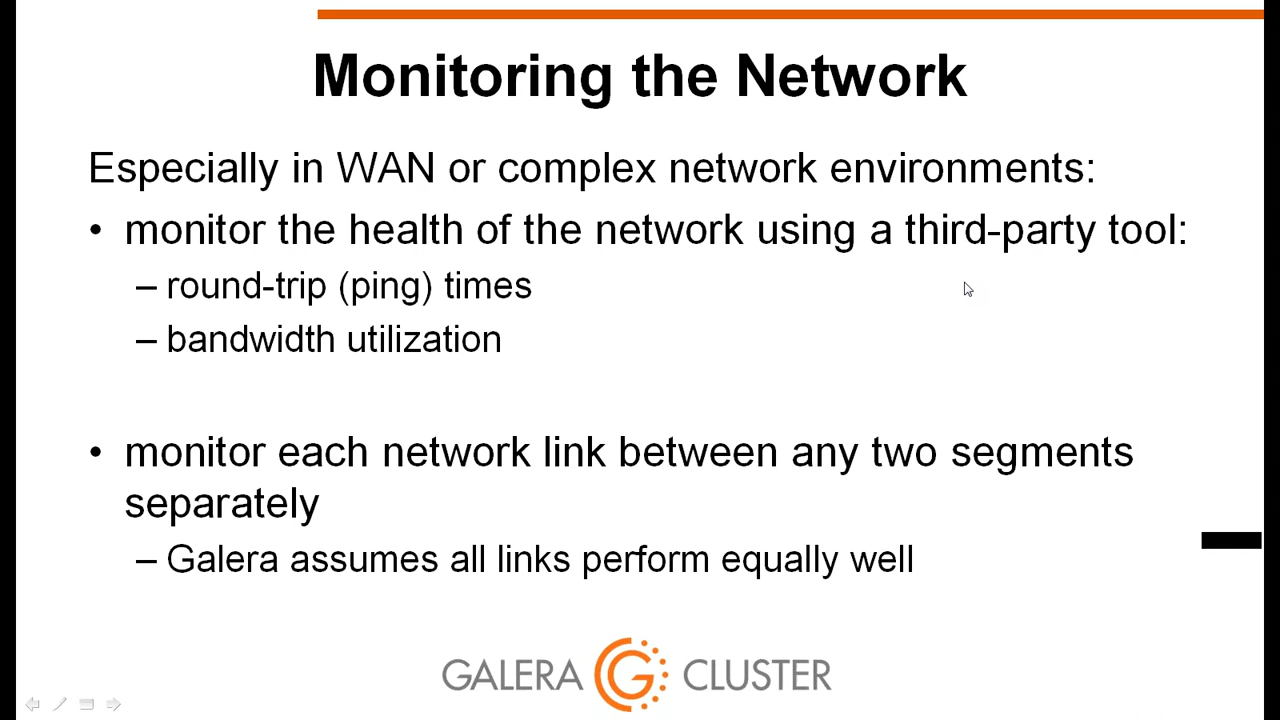 Monitoring the Network
Especially in WAN or complex network environments:
• monitor the health of the network using a third-party tool:
– round-trip (ping) times
– bandwidth utilization
• monitor each network link between any two segments
separately
– Galera assumes all links perform equally well
GALERA CLUSTER